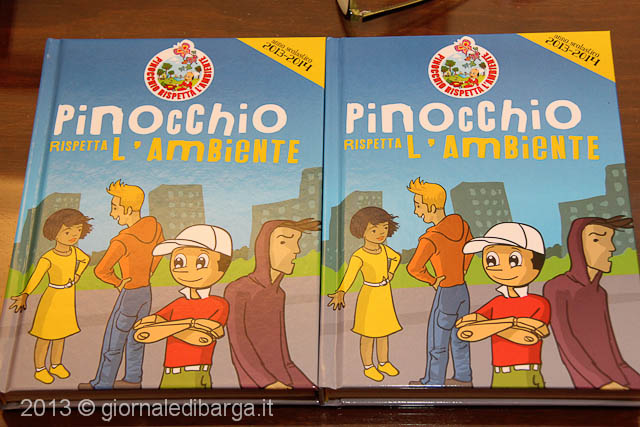 anno scolastico
2013-2014
PINOCCHIO RISPETTA L'AMBIENTE
PINOCCHIO
RISPETTA L'AMBIENTE
anno scolastico
2013-2014
PINOCCHIO RISPETTA L'AMBIENTE
PINOCCHIO
RISPETTA L'AMBIENTE
2013 © giornaledibarga.it